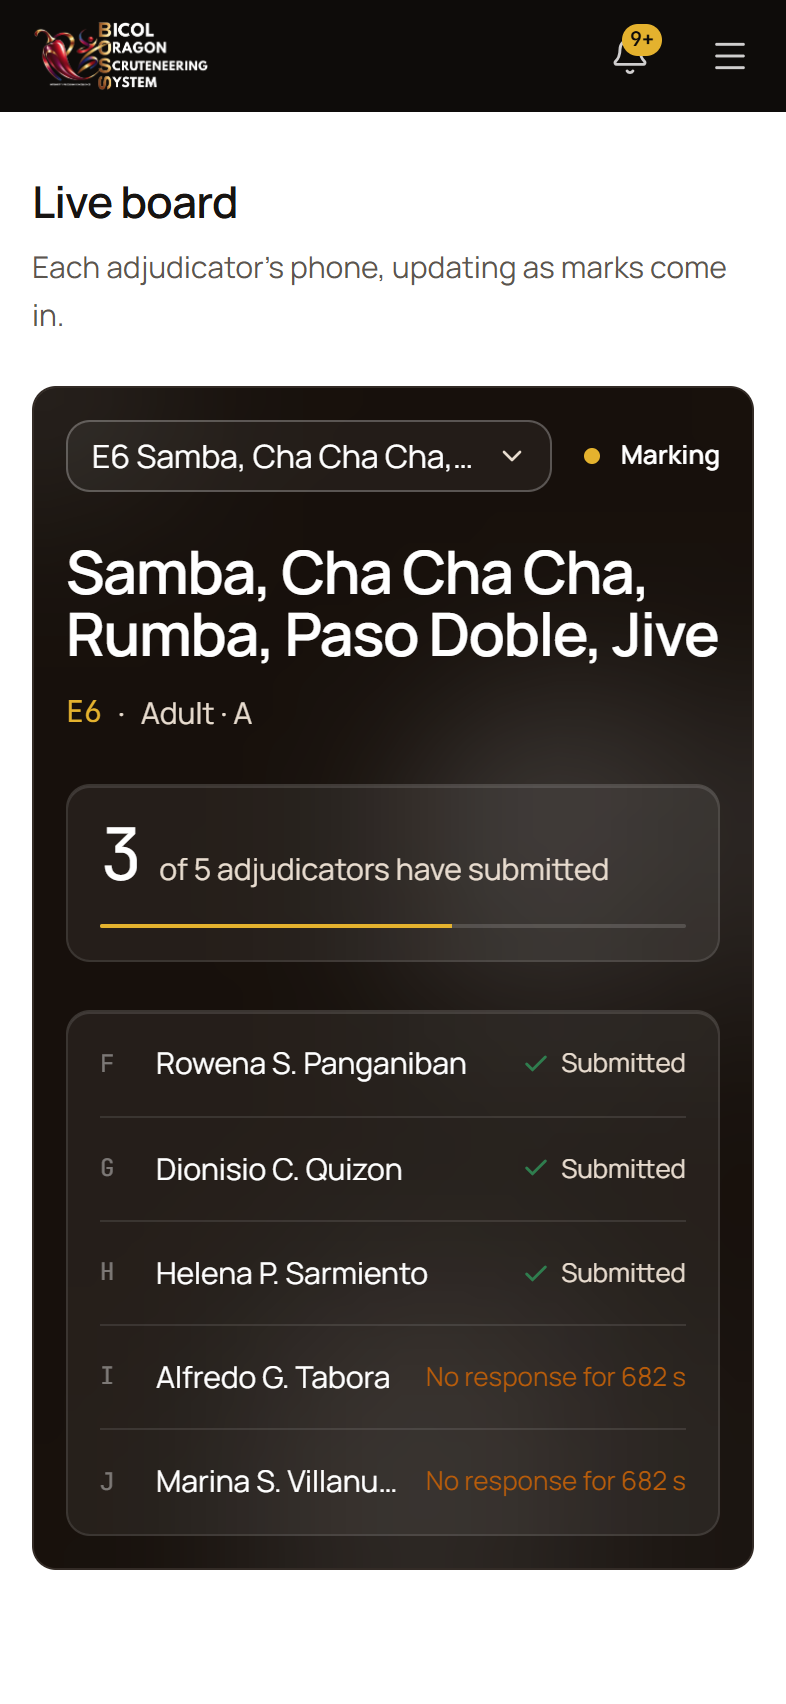 BICOL
DRAGON
SCRUTENEERING
SYSTEM
9+
Live board
Each adjudicator's phone, updating as marks come
in.
E6 Samba, Cha Cha Cha,...
Marking
Samba, Cha Cha Cha,
Rumba, Paso Doble, Jive
E6 · Adult · A
3 of 5 adjudicators have submitted
F Rowena S. Panganiban Submitted
G Dionisio C. Quizon Submitted
H Helena P. Sarmiento Submitted
I Alfredo G. Tabora No response for 682 s
J Marina S. Villanu... No response for 682 s